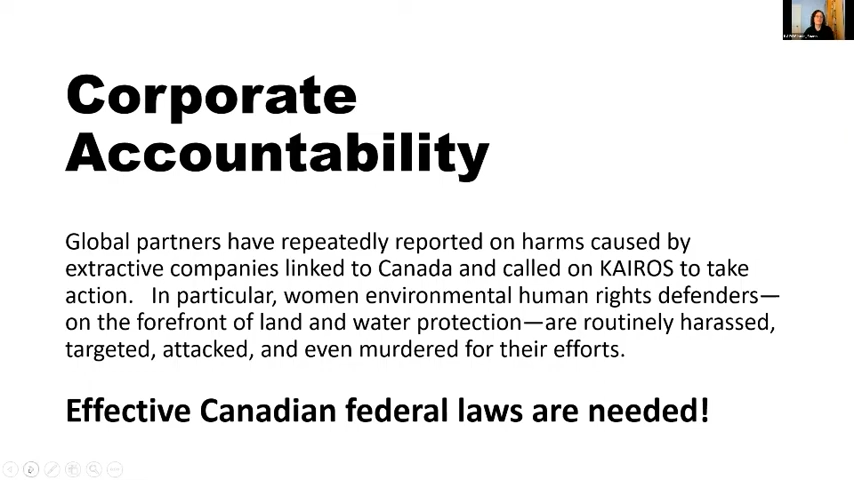 Corporate
Accountability
Global partners have repeatedly reported on harms caused by
extractive companies linked to Canada and called on KAIROS to take
action.   In particular, women environmental human rights defenders—
on the forefront of land and water protection—are routinely harassed,
targeted, attacked, and even murdered for their efforts.
Effective Canadian federal laws are needed!